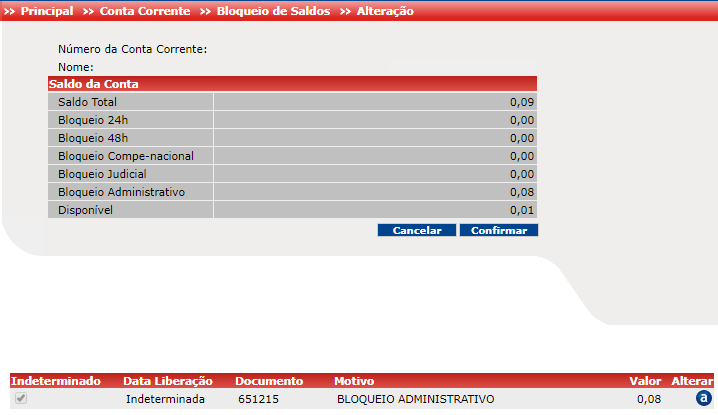 >> Principal >> Conta Corrente >> Bloqueio de Saldos >> Alteração
Número da Conta Corrente:
Nome:
Saldo da Conta
Saldo Total 0,09
Bloqueio 24h 0,00
Bloqueio 48h 0,00
Bloqueio Compe-nacional 0,00
Bloqueio Judicial 0,00
Bloqueio Administrativo 0,08
Disponível 0,01
Cancelar Confirmar
Indeterminado Data Liberação Documento Motivo Valor Alterar
Indeterminada 651215 BLOQUEIO ADMINISTRATIVO 0,08 a